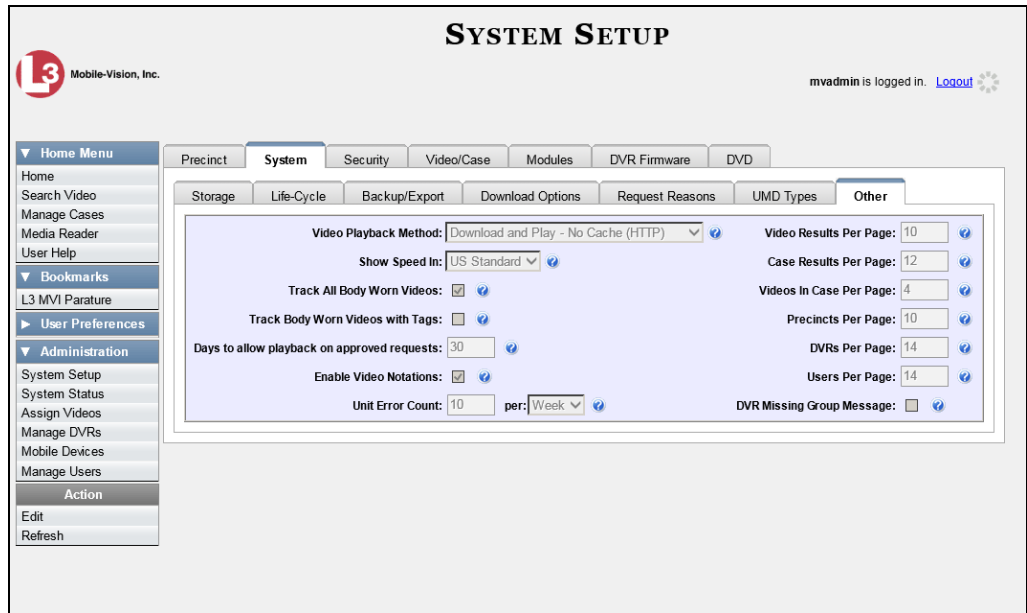 SYSTEM SETUP
L3 Mobile-Vision, Inc.
mvadmin is logged in. Logout
▼ Home Menu
Home
Search Video
Manage Cases
Media Reader
User Help
▼ Bookmarks
L3 MVI Parature
▶ User Preferences
▼ Administration
System Setup
System Status
Assign Videos
Manage DVRs
Mobile Devices
Manage Users
Action
Edit
Refresh
Precinct System Security Video/Case Modules DVR Firmware DVD
Storage Life-Cycle Backup/Export Download Options Request Reasons UMD Types Other
Video Playback Method: Download and Play - No Cache (HTTP) ? Video Results Per Page: 10 ?
Show Speed In: US Standard ? Case Results Per Page: 12 ?
Track All Body Worn Videos: ? Videos In Case Per Page: 4 ?
Track Body Worn Videos with Tags: ? Precincts Per Page: 10 ?
Days to allow playback on approved requests: 30 ? DVRs Per Page: 14 ?
Enable Video Notations: ? Users Per Page: 14 ?
Unit Error Count: 10 per: Week ? DVR Missing Group Message: ?